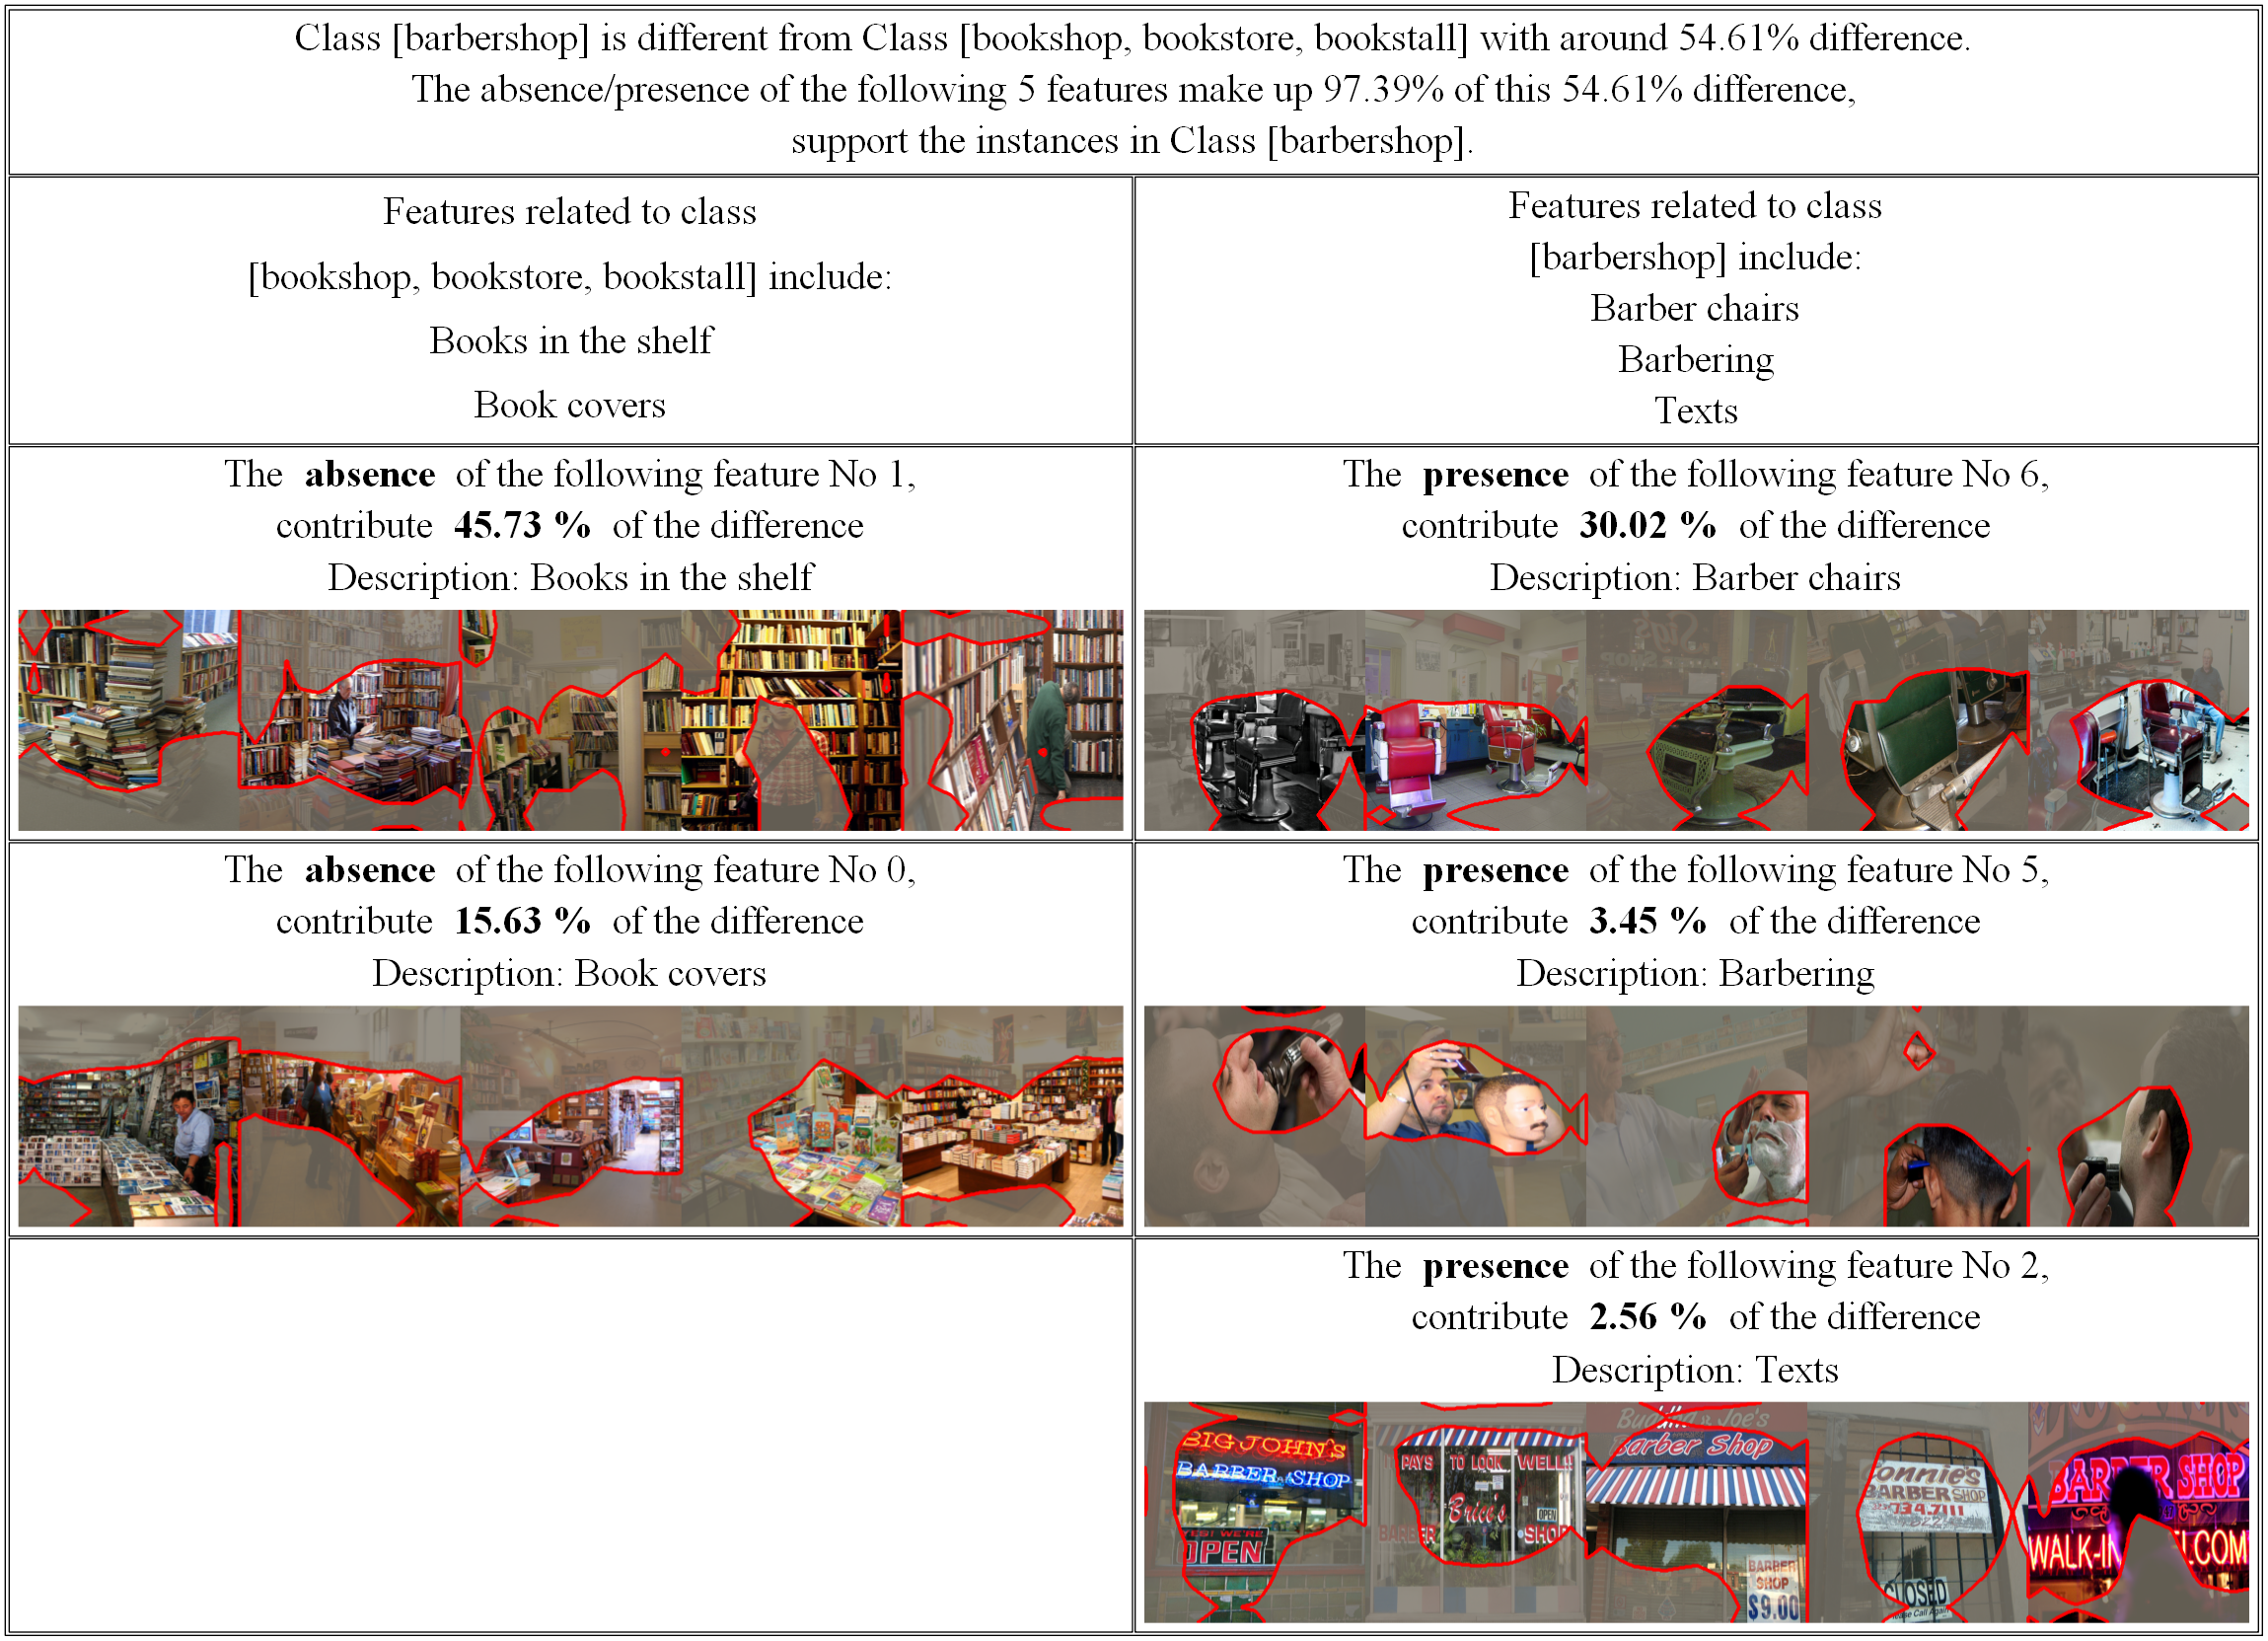 Class [barbershop] is different from Class [bookshop, bookstore, bookstall] with around 54.61% difference.
The absence/presence of the following 5 features make up 97.39% of this 54.61% difference,
support the instances in Class [barbershop].
Features related to class
[bookshop, bookstore, bookstall] include:
Books in the shelf
Book covers
Features related to class
[barbershop] include:
Barber chairs
Barbering
Texts
The absence of the following feature No 1,
contribute 45.73 % of the difference
Description: Books in the shelf
The presence of the following feature No 6,
contribute 30.02 % of the difference
Description: Barber chairs
The absence of the following feature No 0,
contribute 15.63 % of the difference
Description: Book covers
The presence of the following feature No 5,
contribute 3.45 % of the difference
Description: Barbering
The presence of the following feature No 2,
contribute 2.56 % of the difference
Description: Texts
BIG JOHN'S
BARBER SHOP
YES! WE'RE
OPEN
PAYS TO LOOK WELL!!
Brice's
OPEN
BARBER SHOP
Joe's
Barber Shop
BARBER
SHOP
$9.00
onnie's
BARBER SHOP
734.7111
CLOSED
Please Call Again
BARBER SHOP
WALK-IN
LCOM